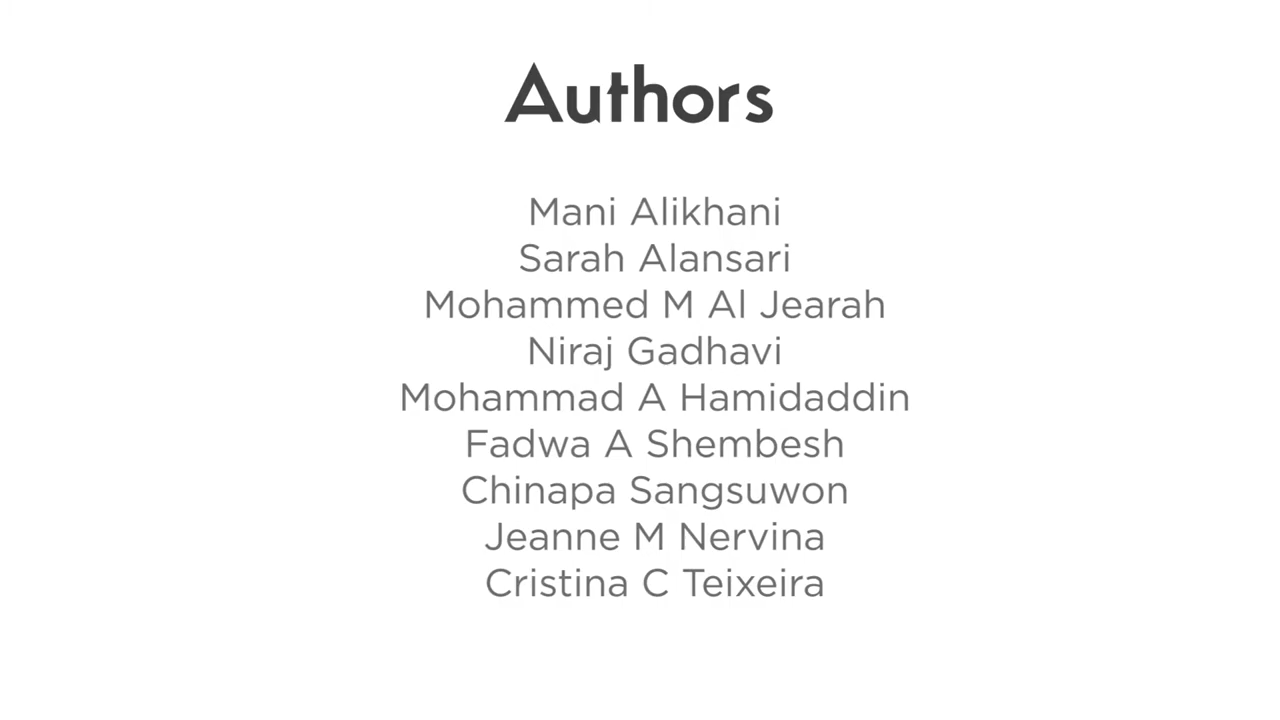 Authors
Mani Alikhani
Sarah Alansari
Mohammed M Al Jearah
Niraj Gadhavi
Mohammad A Hamidaddin
Fadwa A Shembesh
Chinapa Sangsuwon
Jeanne M Nervina
Cristina C Teixeira